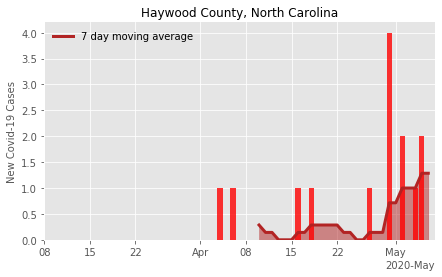 Haywood County, North Carolina
7 day moving average
New Covid-19 Cases
4.0
3.5
3.0
2.5
2.0
1.5
1.0
0.5
0.0
08 15 22 Apr 08 15 22 May
2020-May